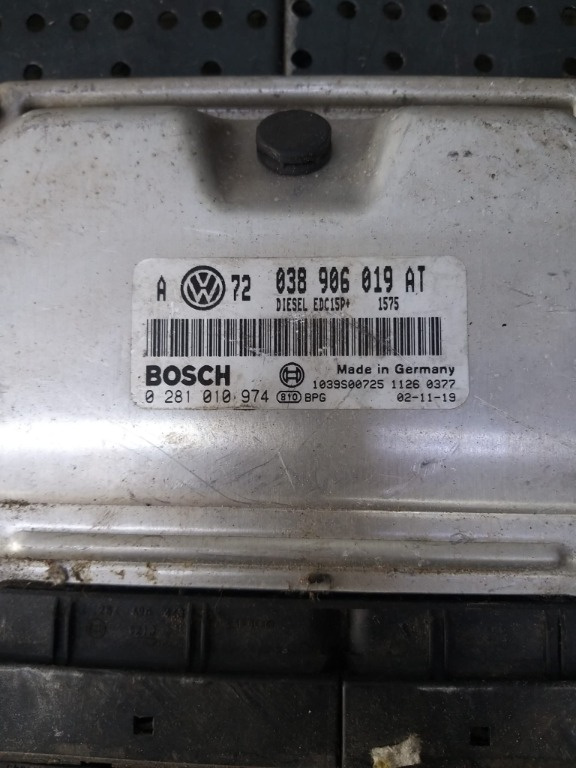 A VW 72 038 906 019 AT
DIESEL EDC15P+ 1575
BOSCH Made in Germany
1039S00725 1126 0377
0 281 010 974 810 BPG 02-11-19